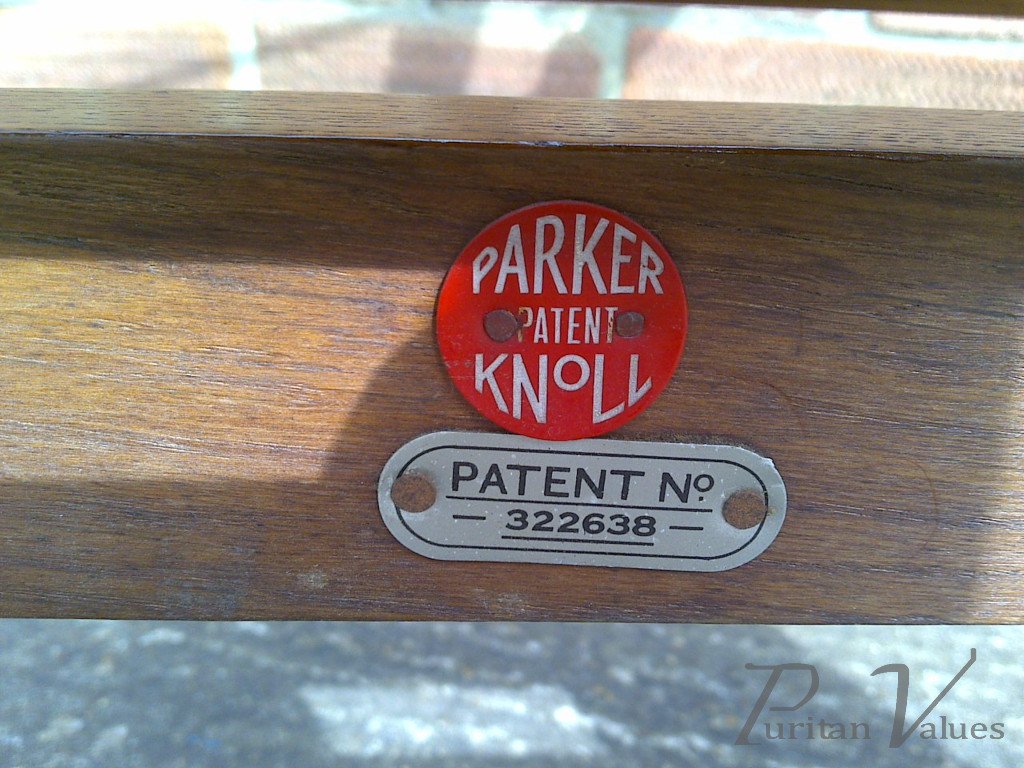 PARKER
PATENT
KNOLL
PATENT Nº
— 322638 —
Puritan Values